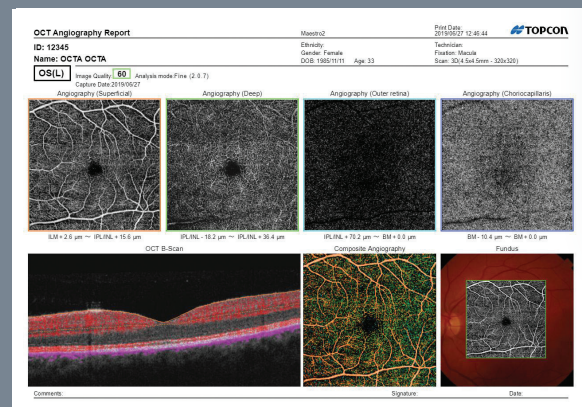 OCT Angiography Report
Maestro2
Print Date:
2019/06/27 12:46:44
TOPCON
ID: 12345
Name: OCTA OCTA
Ethnicity:
Gender: Female
DOB: 1985/11/11 Age: 33
Technician:
Fixation: Macula
Scan: 3D(4.5x4.5mm - 320x320)
OS(L)
Image Quality: 60 Analysis mode:Fine (2.0.7)
Capture Date:2019/06/27
Angiography (Superficial)
Angiography (Deep)
Angiography (Outer retina)
Angiography (Choriocapillaris)
ILM + 2.6 µm ～ IPL/INL + 15.6 µm
IPL/INL - 18.2 µm ～ IPL/INL + 36.4 µm
IPL/INL + 70.2 µm ～ BM + 0.0 µm
BM - 10.4 µm ～ BM + 0.0 µm
OCT B-Scan
Composite Angiography
Fundus
Comments:
Signature:
Date: